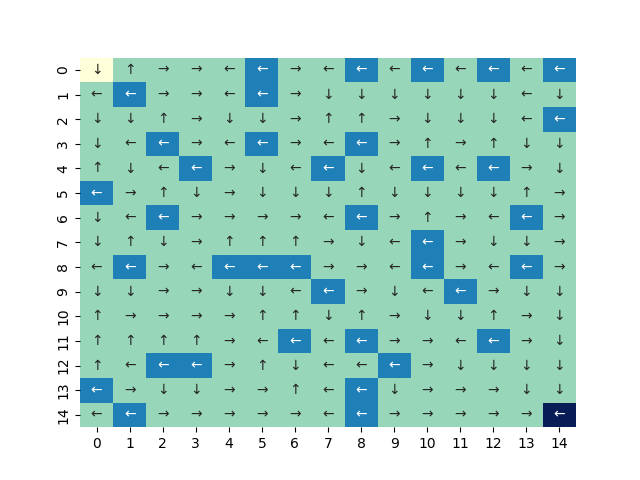 0 ↓ ↑ → → ← ← → ← ← ← ← ← ← ← ←
1 ← ← → → ← ← → ↓ ↓ ↓ ↓ ↓ ↓ ← ↓
2 ↓ ↓ ↑ → ↓ ↓ → ↑ ↑ → ↓ ↓ ↓ ← ←
3 ↓ ← ← → ← ← → ← ← → ↑ → ↑ ↓ ↓
4 ↑ ↓ ← ← → ↓ ← ← ↓ ← ← ← ← → ↓
5 ← → ↑ ↓ → ↓ ↓ ↓ ↑ ↓ ↓ ↓ ↓ ↑ →
6 ↓ ← ← → → → → ← ← → ↑ → ← ← →
7 ↓ ↑ ↓ → ↑ ↑ ↑ → ↓ ← ← → ↓ ↓ →
8 ← ← → ← ← ← ← → → ← ← → ← ← →
9 ↓ ↓ → → ↓ ↓ ← ← → ↓ ← ← → ↓ ↓
10 ↑ → → → → ↑ ↑ ↓ ↑ → ↓ ↓ ↑ → ↓
11 ↑ ↑ ↑ ↑ → ← ← ← ← → → ← ← → ↓
12 ↑ ← ← ← → ↑ ↓ ← ← ← → ↓ ↓ ↓ ↓
13 ← → ↓ ↓ → → ↑ ← ← ↓ → → → ↓ ↓
14 ← ← → → → → → ← ← → → → → → ←
0 1 2 3 4 5 6 7 8 9 10 11 12 13 14